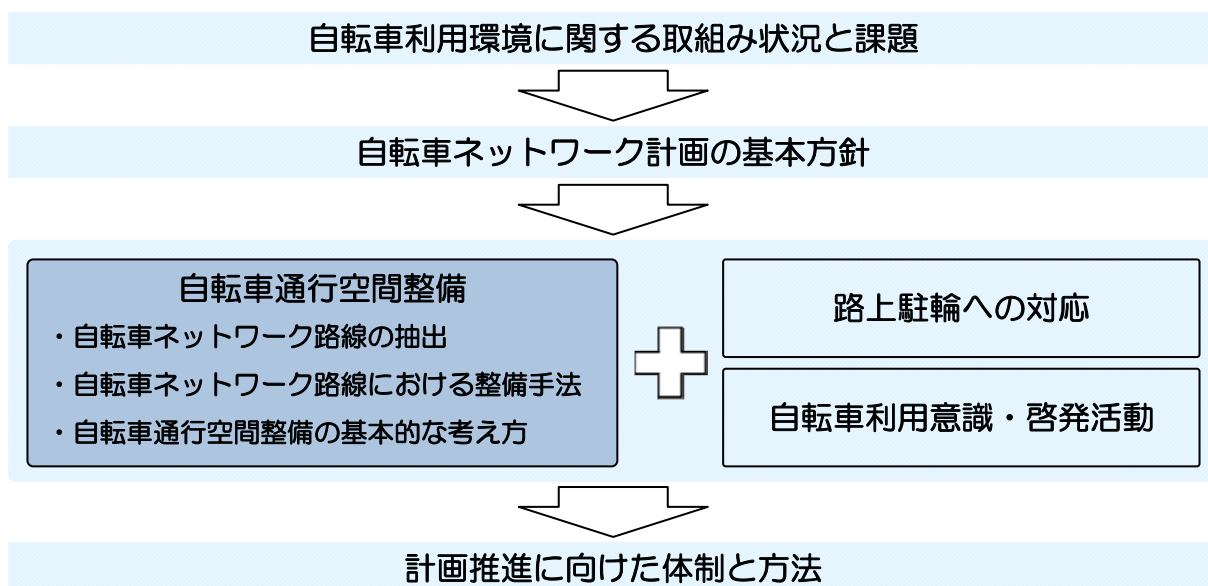 自転車利用環境に関する取組み状況と課題
自転車ネットワーク計画の基本方針
自転車通行空間整備
・自転車ネットワーク路線の抽出
・自転車ネットワーク路線における整備手法
・自転車通行空間整備の基本的な考え方
路上駐輪への対応
自転車利用意識・啓発活動
計画推進に向けた体制と方法